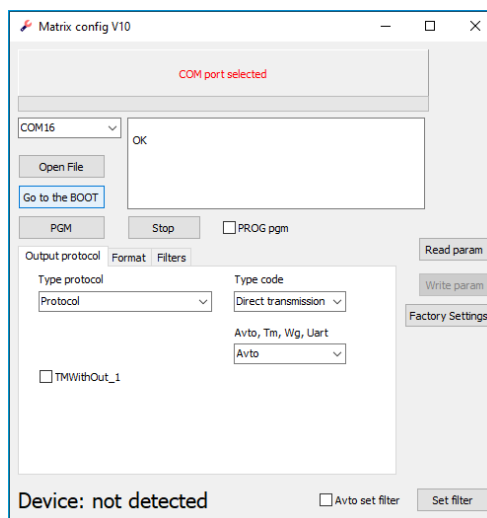 Matrix config V10
COM port selected
COM16
OK
Open File
Go to the BOOT
PGM
Stop
PROG pgm
Read param
Output protocol
Format
Filters
Type protocol
Type code
Write param
Protocol
Direct transmission
Factory Settings
Avto, Tm, Wg, Uart
Avto
TMWithOut_1
Device: not detected
Avto set filter
Set filter